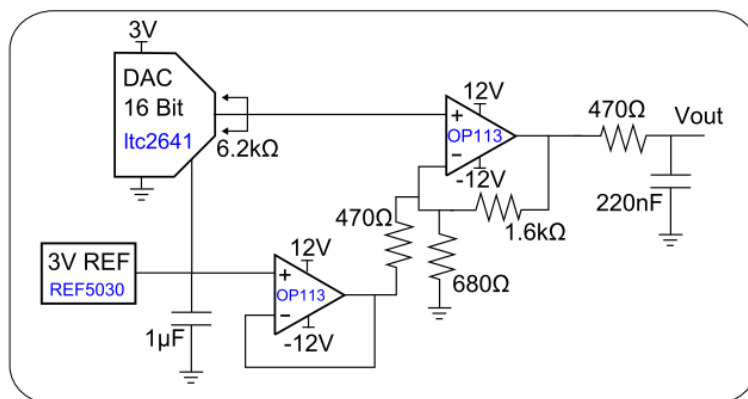 3V
DAC
16 Bit
ltc2641
6.2kΩ
12V
+
OP113
−
-12V
470Ω
Vout
220nF
1.6kΩ
470Ω
680Ω
3V REF
REF5030
1µF
12V
+
OP113
−
-12V